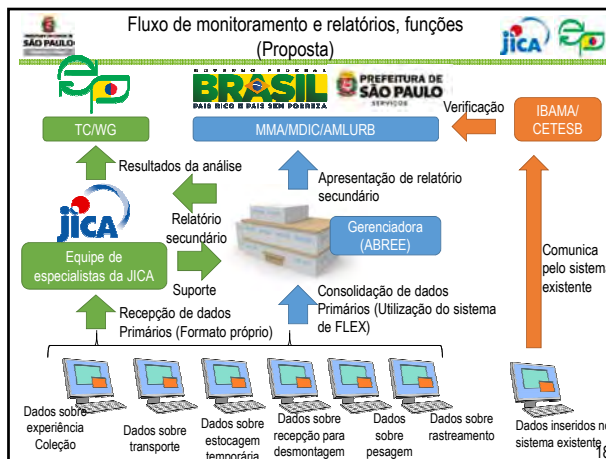 Fluxo de monitoramento e relatórios, funções
(Proposta)
SÃO PAULO
jICA
GOVERNO FEDERAL
BRASIL
PAÍS RICO E PAÍS SEM POBREZA
PREFEITURA DE
SÃO PAULO
SERVIÇOS
Verificação
TC/WG
MMA/MDIC/AMLURB
IBAMA/
CETESB
Resultados da análise
Apresentação de relatório
secundário
jICA
Relatório
secundário
Gerenciadora
(ABREE)
Equipe de
especialistas da JICA
Suporte
Comunica
pelo sistema
existente
Recepção de dados
Primários (Formato próprio)
Consolidação de dados
Primários (Utilização do sistema
de FLEX)
Dados sobre
experiência
Coleção
Dados sobre
transporte
Dados sobre
estocagem
temporária
Dados sobre
recepção para
desmontagem
Dados
sobre
pesagem
Dados sobre
rastreamento
Dados inseridos no
sistema existente
18